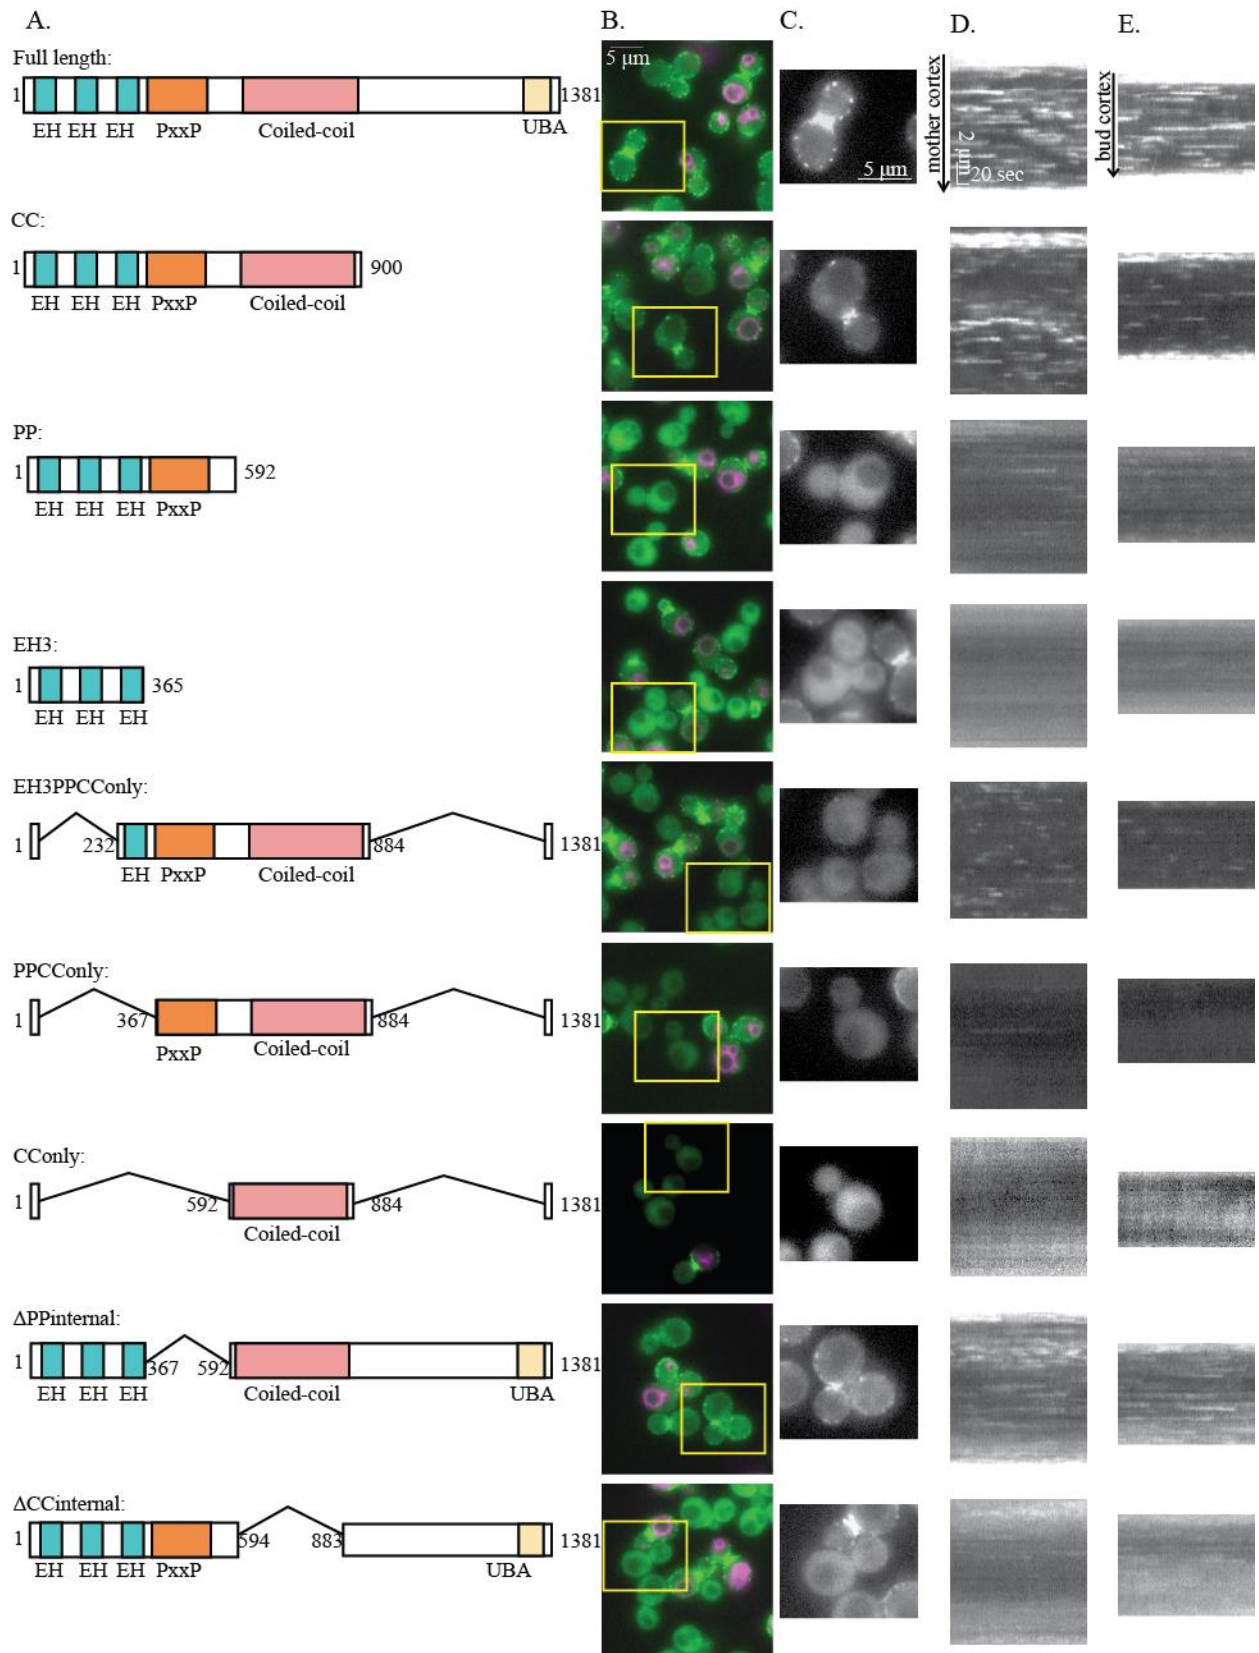 A.
B.
C.
D.
E.
Full length:
1
1381
EH EH EH PxxP Coiled-coil UBA
5 μm
5 μm
mother cortex
2 μm
20 sec
bud cortex
CC:
1
900
EH EH EH PxxP Coiled-coil
PP:
1
592
EH EH EH PxxP
EH3:
1
365
EH EH EH
EH3PPCConly:
1
232
884
1381
EH PxxP Coiled-coil
PPCConly:
1
367
884
1381
PxxP Coiled-coil
CConly:
1
592
884
1381
Coiled-coil
ΔPPinternal:
1
367
592
1381
EH EH EH Coiled-coil UBA
ΔCCinternal:
1
594
883
1381
EH EH EH PxxP UBA